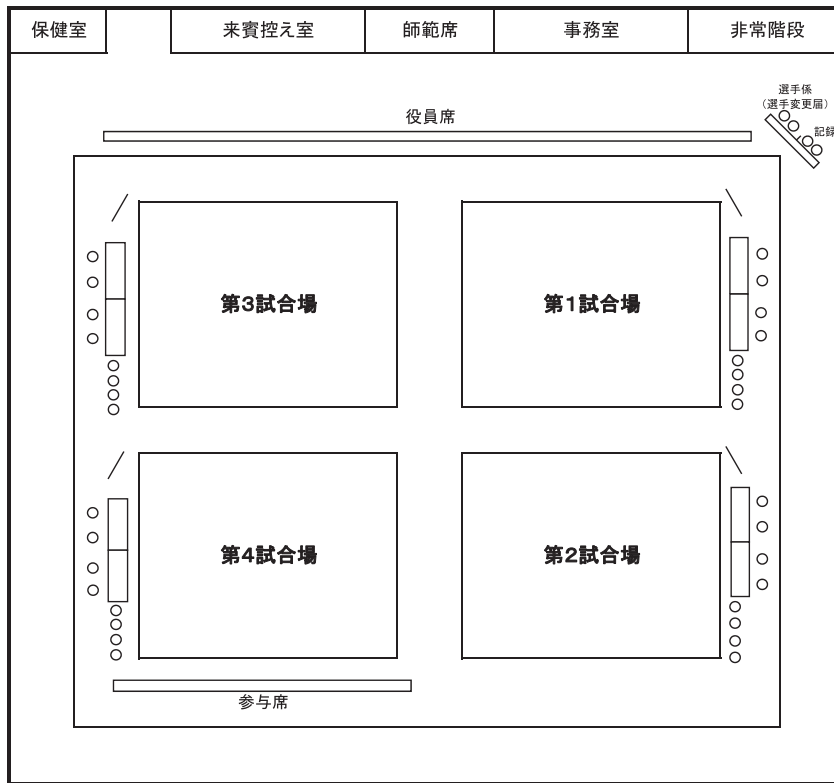 保健室
来賓控え室
師範席
事務室
非常階段
選手係
（選手変更届）
記録
役員席
第3試合場
第1試合場
第4試合場
第2試合場
参与席